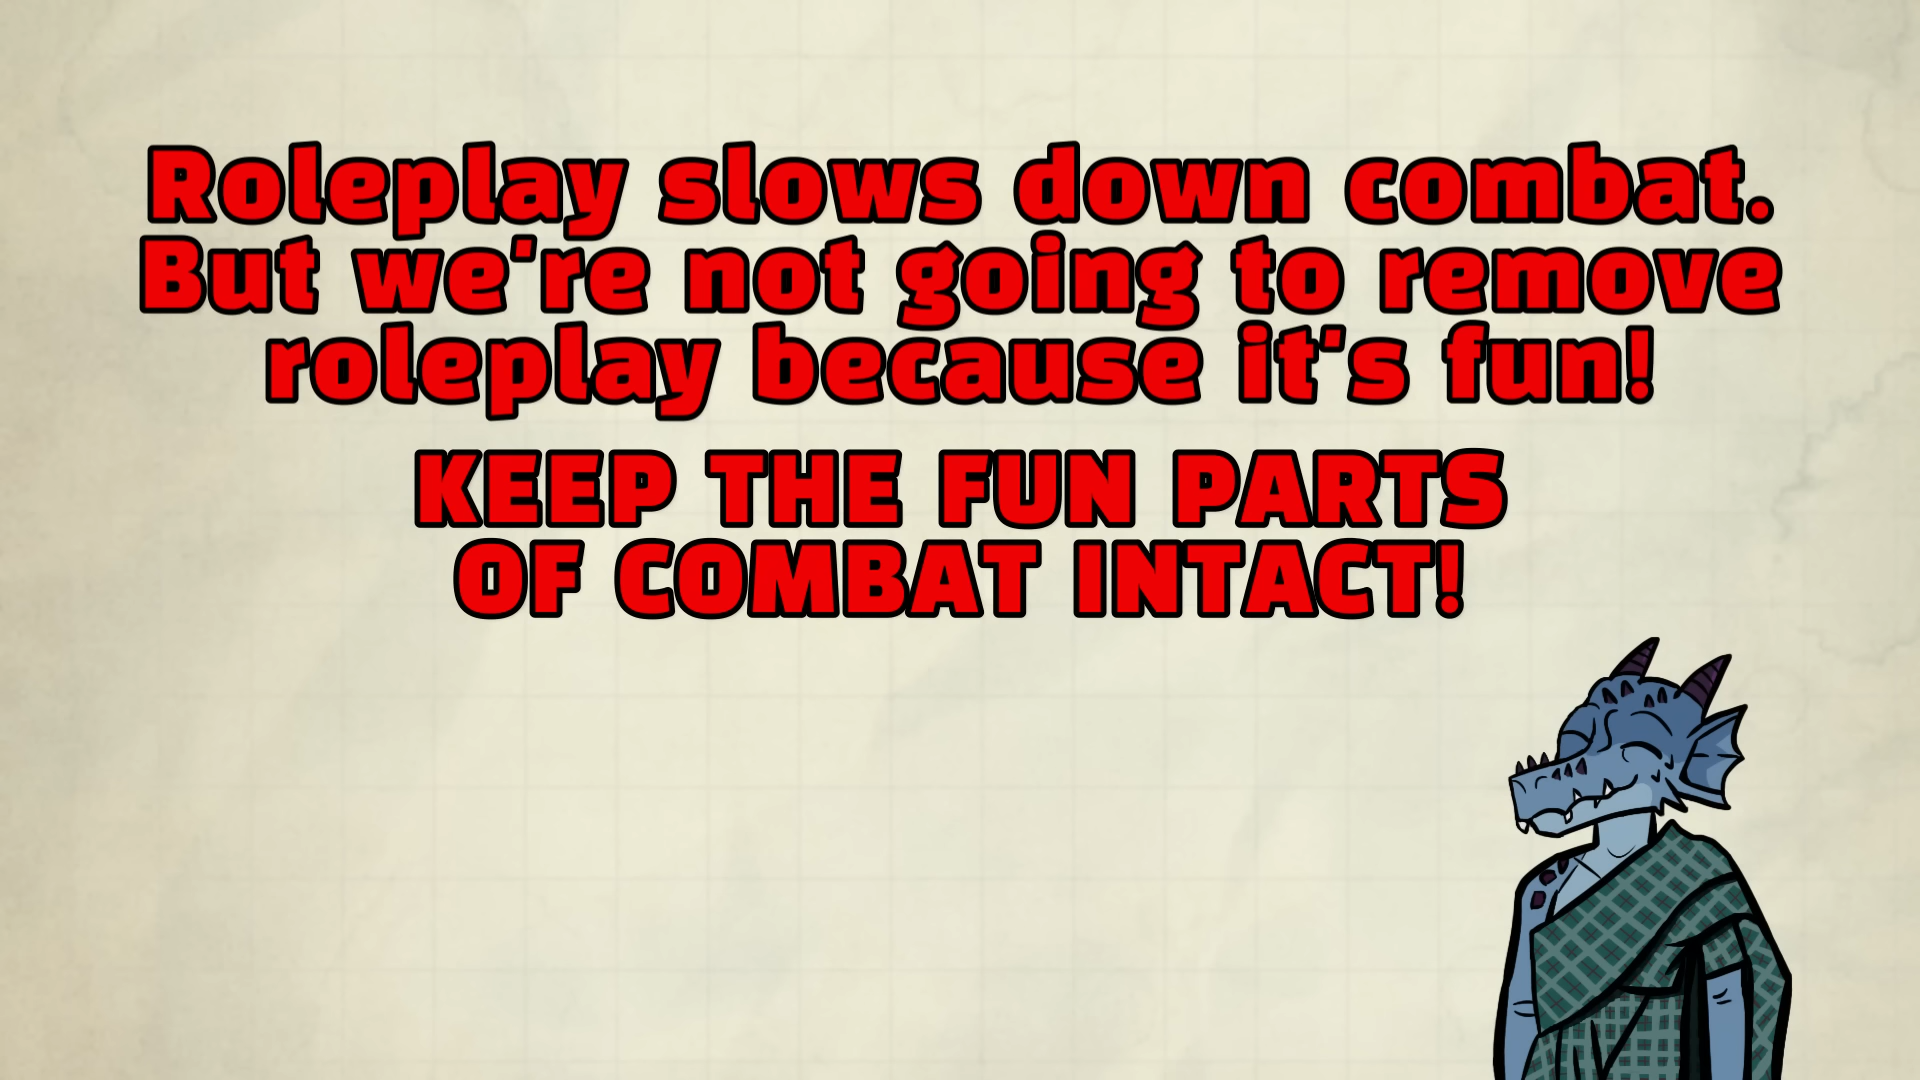 Roleplay slows down combat.
But we're not going to remove
roleplay because it's fun!
KEEP THE FUN PARTS
OF COMBAT INTACT!